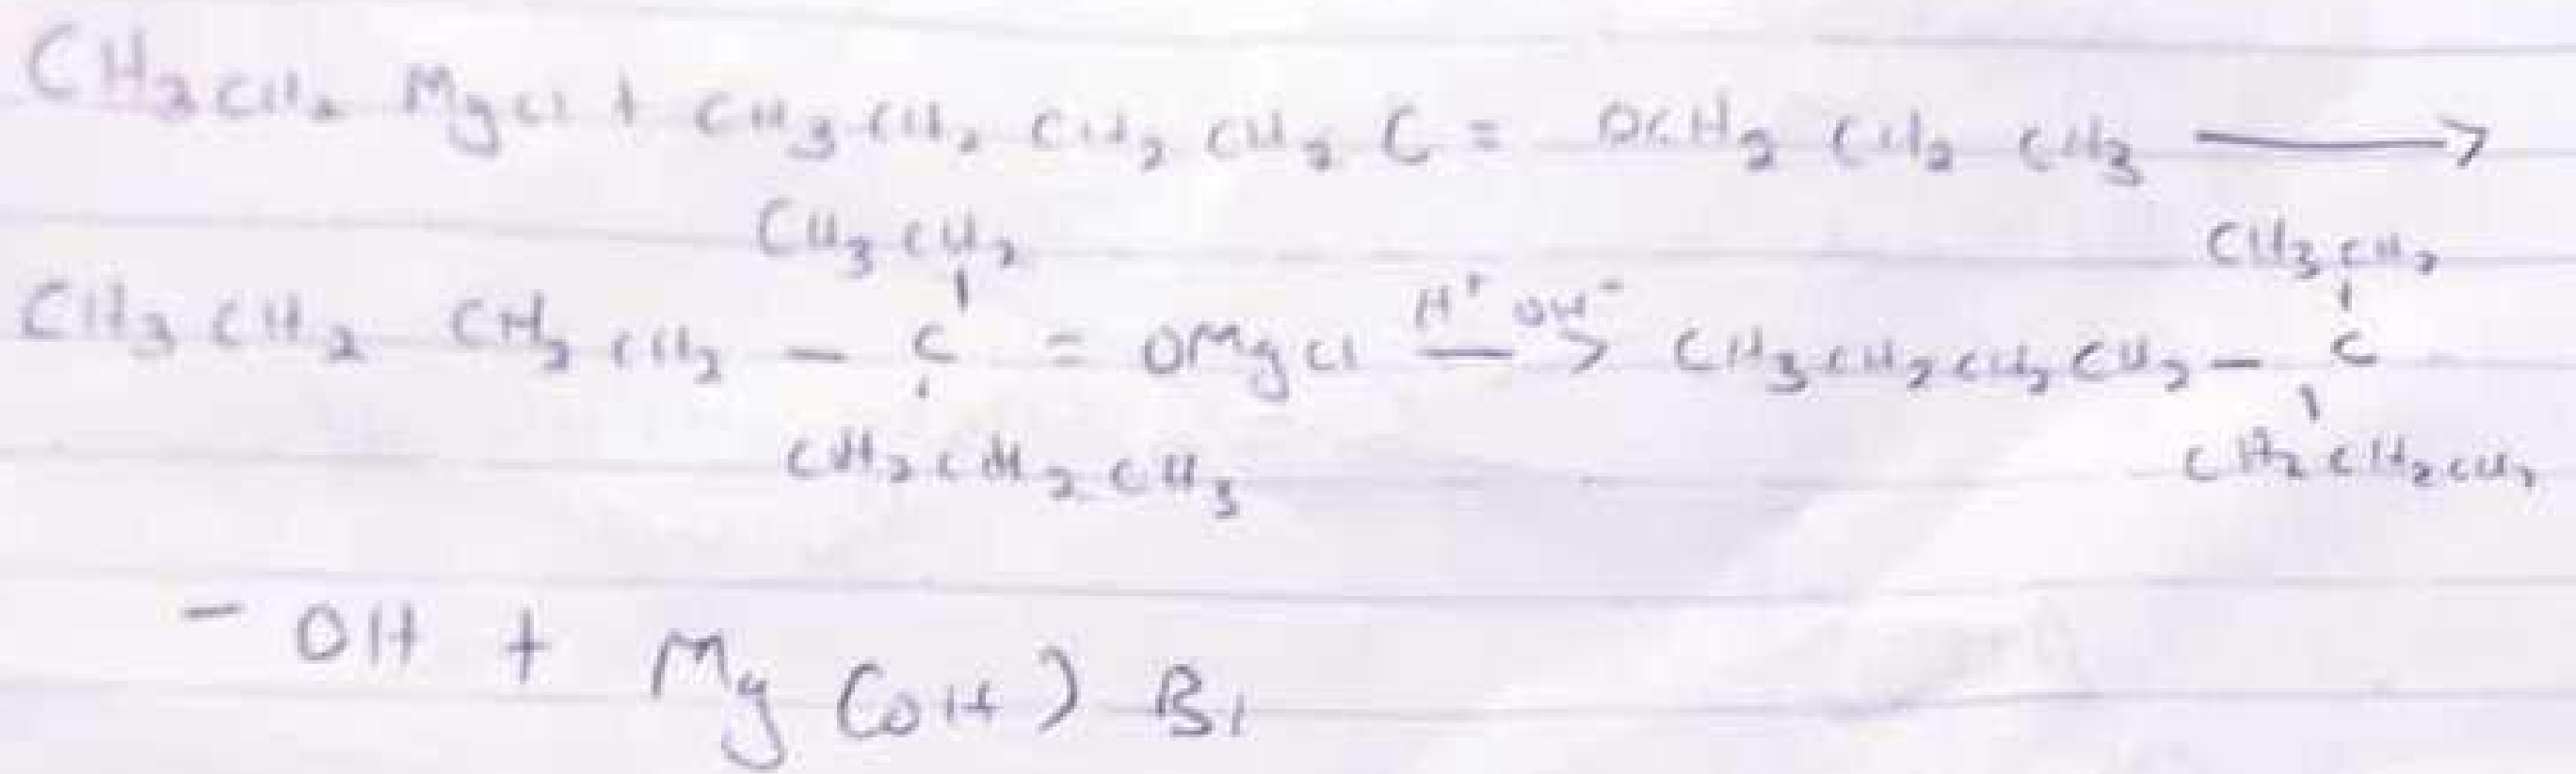 CH3CH2 MgCl + CH3CH2 CH2 CH2 C = OCH2 CH2 CH3 ⟶
CH3CH2 CH3CH2
CH3CH2 CH2CH2 - C = OMgCl H+ OH- -> CH3CH2CH2CH2 - C
CH2CH2CH3 CH2CH2CH3
- OH + Mg(OH)Br